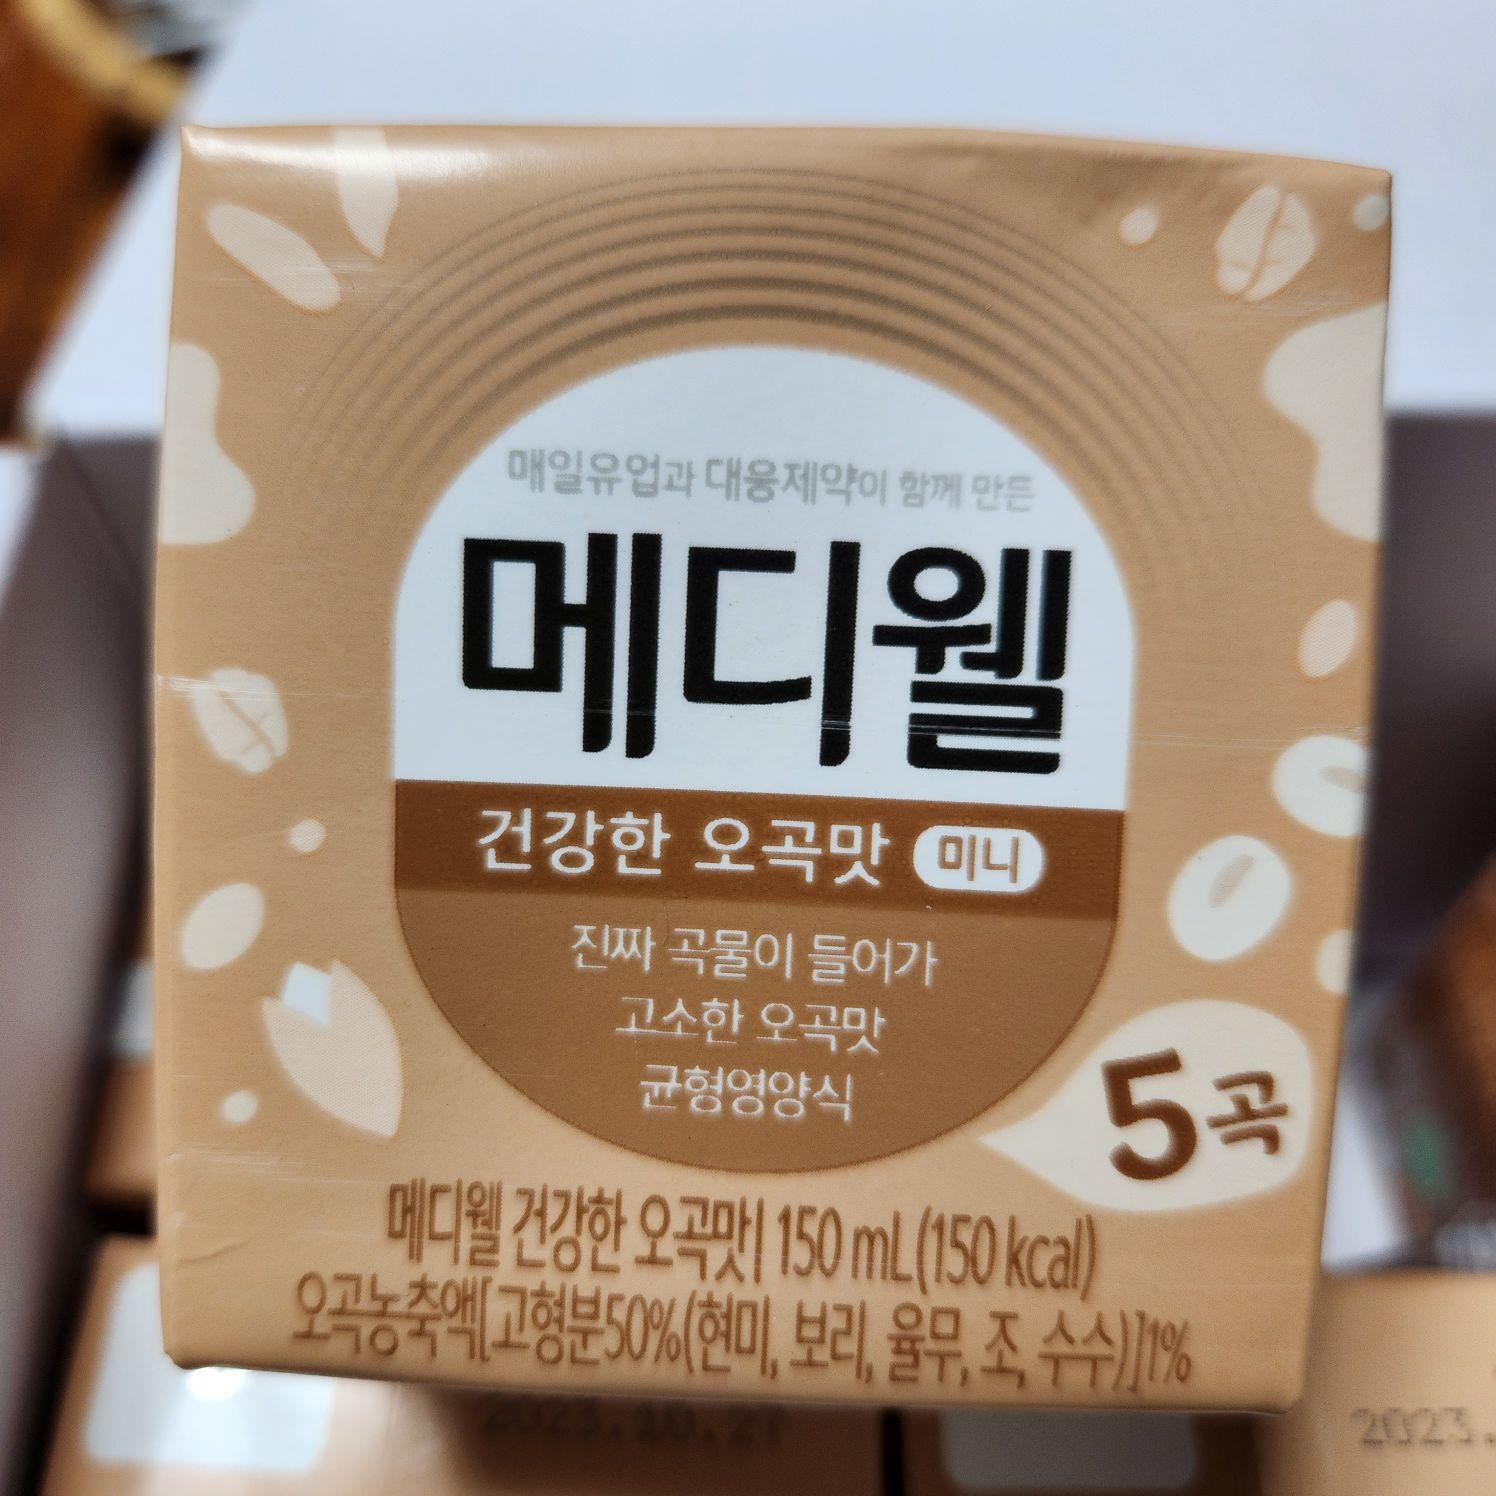 매일유업과 대웅제약이 함께 만든
메디웰
건강한 오곡맛 미니
진짜 곡물이 들어가
고소한 오곡맛
균형영양식
5곡
메디웰 건강한 오곡맛| 150 mL(150 kcal)
오곡농축액[고형분50%(현미, 보리, 율무, 조, 수수)]1%
2023.10.27
2023.